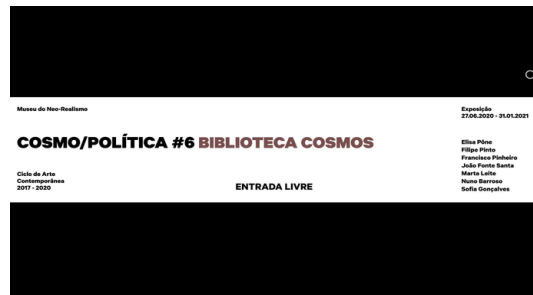 Museu do Neo-Realismo
Exposição
27.06.2020 - 31.01.2021
COSMO/POLÍTICA #6 BIBLIOTECA COSMOS
Elisa Pône
Filipe Pinto
Francisco Pinheiro
João Fonte Santa
Marta Leite
Nuno Barroso
Sofia Gonçalves
Ciclo de Arte
Contemporânea
2017 - 2020
ENTRADA LIVRE